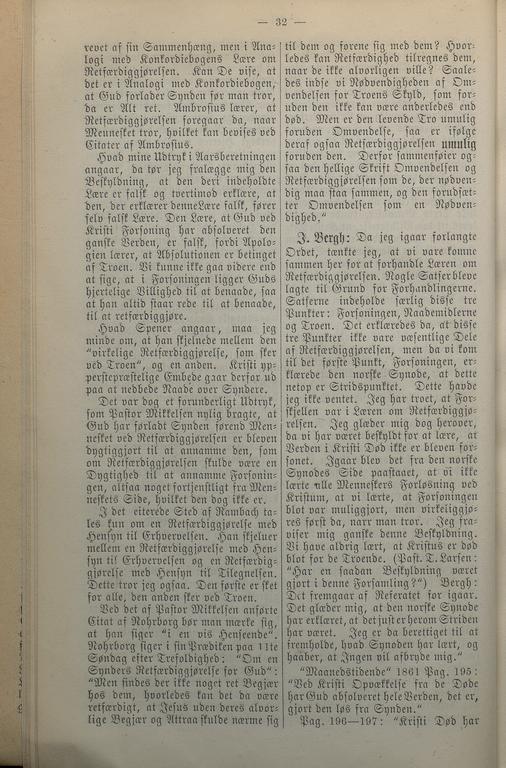 — 32 —
revet af sin Sammenhæng, men i Ana-
logi med Konkordiebogens Lære om
Retfærdiggjørelsen. Kan De vise, at
det er i Analogi med Konkordiebogen,
at Gud forlader Synden før man tror,
da er Alt ret. Ambrosius lærer, at
Retfærdiggjørelsen foregaar da, naar
Mennesket tror, hvilket kan bevises ved
Citater af Ambrosius.
Hvad mine Udtryk i Aarsberetningen
angaar, da tør jeg fralægge mig den
Beskyldning, at den deri indeholdte
Lære er falsk og tvertimod erklære, at
den, der erklærer denne Lære falsk, fører
selv falsk Lære. Den Lære, at Gud ved
Kristi Forsoning har absolveret den
ganske Verden, er falsk, fordi Apolo-
gien lærer, at Absolutionen er betinget
af Troen. Vi kunne ikke gaa videre end
at sige, at i Forsoningen ligger Guds
hjertelige Villighed til at benaade, saa
at han altid staar rede til at benaade,
til at retfærdiggjøre.
Hvad Spener angaar, maa jeg
minde om, at han skjelnede mellem den
"virkelige Retfærdiggjørelse, som sker
ved Troen", og en anden. Kristi yp-
perstepræstelige Embede gaar derfor ud
paa at nedbede Naade over Syndere.
Det var dog et forunderligt Udtryk,
som Pastor Mikkelsen nylig bragte, at
Gud har forladt Synden førend Men-
nesket ved Retfærdiggjørelsen er bleven
dygtiggjort til at annamme den, som
om Retfærdiggjørelsen skulde være en
Dygtighed til at annamme Forsonin-
gen, altsaa noget fortjenstligt fra Men-
neskets Side, hvilket den dog ikke er.
I det citerede Sted af Rambach ta-
les kun om en Retfærdiggjørelse med
Hensyn til Erhvervelsen. Han skjeluer
mellem en Retfærdiggjørelse med Hen-
syn til Erhvervelsen og en Retfærdig-
gjørelse med Hensyn til Tilegnelsen.
Dette tror jeg ogsaa. Den første er sket
for alle, den anden sker ved Troen.
Ved det af Pastor Mikkelsen anførte
Citat af Nohrborg bør man mærke sig,
at han siger "i en vis Henseende".
Nohrborg siger i sin Prædiken paa 11te
Søndag efter Trefoldighed: "Om en
Synders Retfærdiggjørelse for Gud":
"Men findes der ikke noget ret Begjær
hos dem, hvorledes kan det da være
retfærdigt, at Jesus uden deres alvor-
lige Begjær og Attraa skulde nærme sig
til dem og forene sig med dem? Hvor-
ledes kan Retfærdighed tilregnes dem,
naar de ikke alvorligen ville? Saale-
des indse vi Nødvendigheden af Om-
vendelsen for Troens Skyld, som for-
uden den ikke kan være anderledes end
død. Men er den levende Tro umulig
foruden Omvendelse, saa er ifølge
deraf ogsaa Retfærdiggjørelsen umulig
foruden den. Derfor sammenføier og-
saa den hellige Skrift Omvendelsen og
Retfærdiggjørelsen som de, der nødven-
dig maa staa sammen, og den forudsæt-
ter Omvendelsen som en Nødven-
dighed."
J. Bergh: Da jeg igaar forlangte
Ordet, tænkte jeg, at vi vare komne
sammen her for at forhandle Læren om
Retfærdiggjørelsen. Nogle Satser bleve
lagte til Grund for Forhandlingerne.
Satserne indeholde særlig disse tre
Punkter: Forsoningen, Naademidlerne
og Troen. Det erklæredes da, at disse
tre Punkter ikke vare væsentlige Dele
af Retfærdiggjørelsen, men da vi kom
til det første Punkt, Forsoningen, er-
klærede den norske Synode, at dette
netop er Stridspunktet. Dette havde
jeg ikke ventet. Jeg har troet, at For-
skjellen var i Læren om Retfærdiggjø-
relsen. Jeg glæder mig dog herover,
da vi har været beskyldt for at lære, at
Verden i Kristi Død ikke er bleven for-
sonet. Igaar blev det fra den norske
Synodes Side paastaaet, at vi ikke
lærte alle Menneskers Forløsning ved
Kristum, at vi lærte, at Forsoningen
blot var muliggjort, men virkeliggjø-
res først da, narr man tror. Jeg fra-
viser mig ganske denne Beskyldning.
Vi have aldrig lært, at Kristus er død
blot for de Troende. (Past. T. Larsen:
"Har en saadan Beskyldning været
gjort i denne Forsamling?") Bergh:
Det fremgaar af Referatet for igaar.
Det glæder mig, at den norske Synode
har erklæret, at det just er herom Striden
har været. Jeg er da berettiget til at
fremholde, hvad Synoden har lært, og
haaber, at Ingen vil afbryde mig."
"Maanedstidende" 1861 Pag. 195:
"Ved Kristi Opvækkelse fra de Døde
har Gud absolveret hele Verden, det er,
gjort den løs fra Synden."
Pag. 196—197: "Kristi Død har